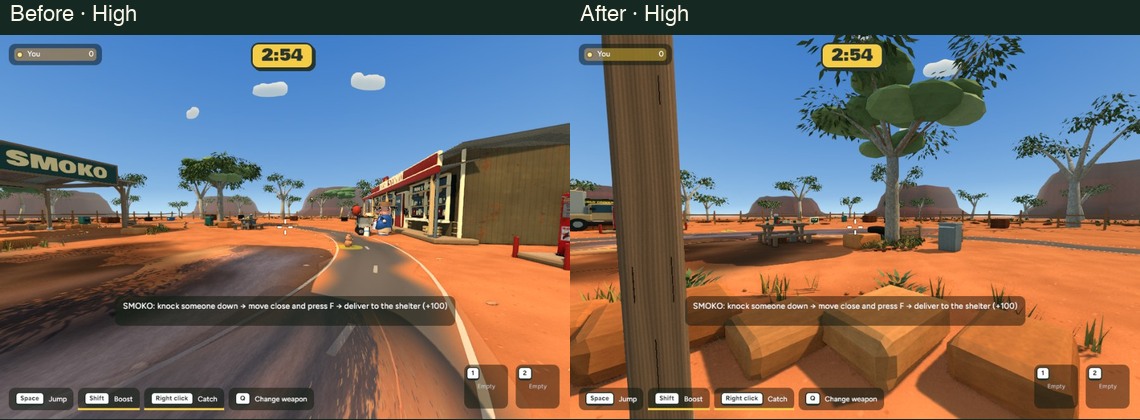 Before · High
After · High
You 0
2:54
You 0
2:54
SMOKO
SMOKO: knock someone down → move close and press F → deliver to the shelter (+100)
SMOKO: knock someone down → move close and press F → deliver to the shelter (+100)
1 Empty
2 Empty
1 Empty
2 Empty
Space Jump
Shift Boost
Right click Catch
Q Change weapon
Space Jump
Shift Boost
Right click Catch
Q Change weapon